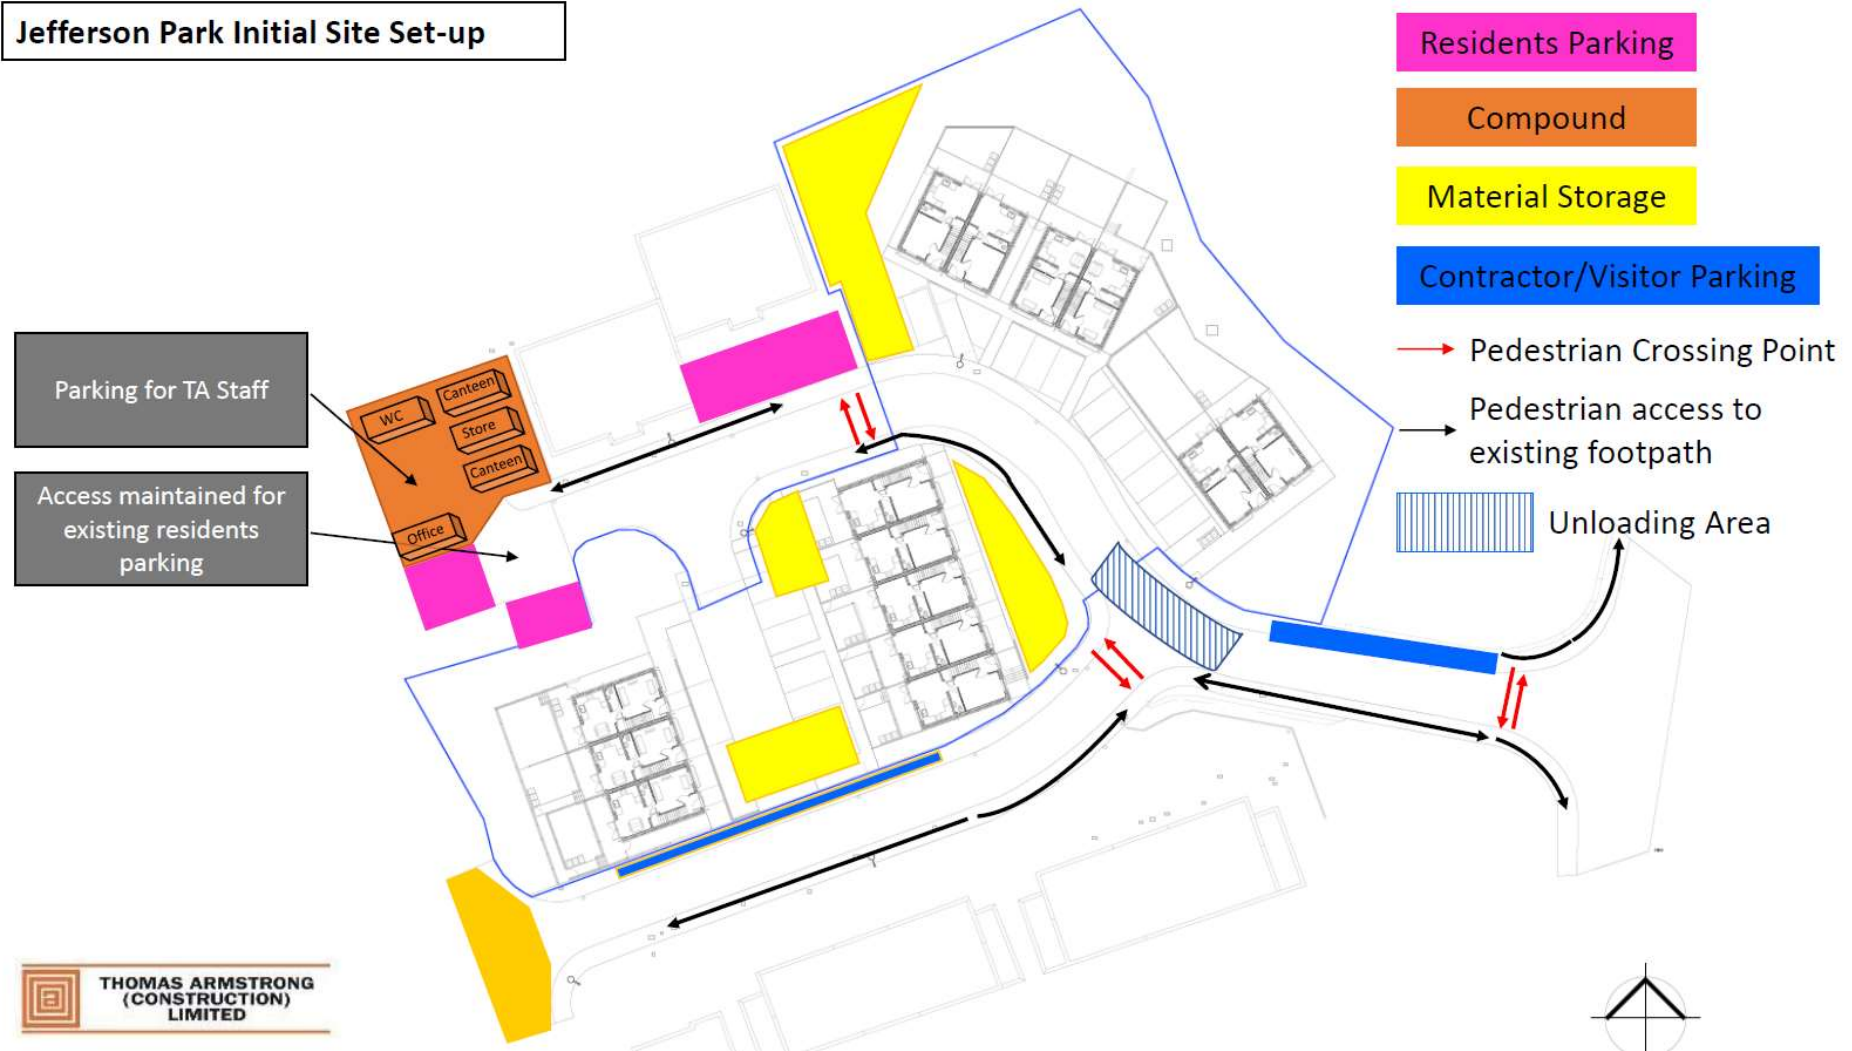 Jefferson Park Initial Site Set-up
Residents Parking
Compound
Material Storage
Contractor/Visitor Parking
Pedestrian Crossing Point
Pedestrian access to
existing footpath
Unloading Area
Parking for TA Staff
Access maintained for
existing residents
parking
WC
Canteen
Store
Canteen
Office
THOMAS ARMSTRONG
(CONSTRUCTION)
LIMITED